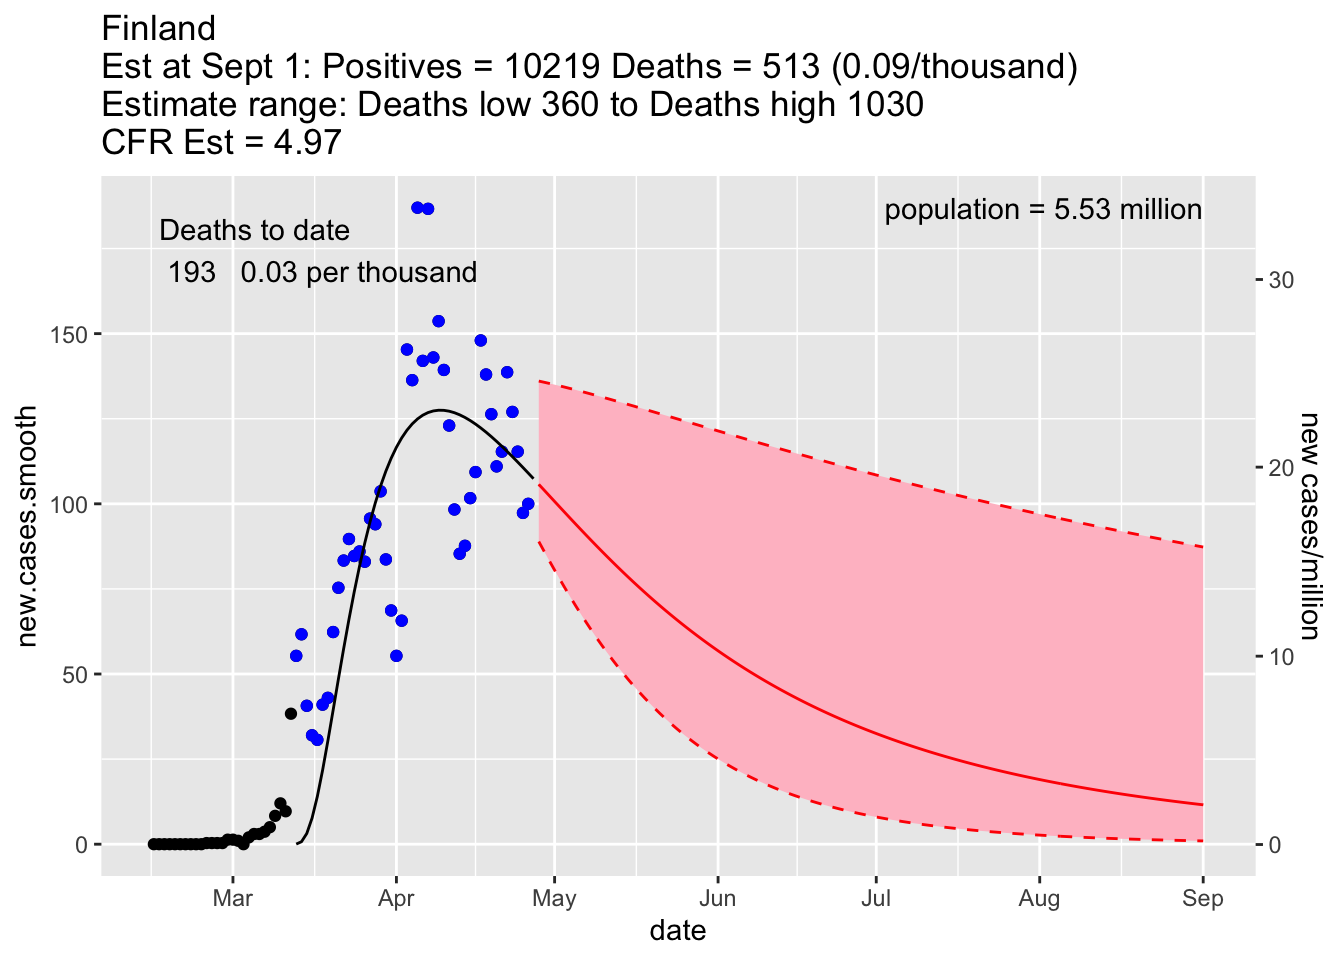 Finland
Est at Sept 1: Positives = 10219 Deaths = 513 (0.09/thousand)
Estimate range: Deaths low 360 to Deaths high 1030
CFR Est = 4.97
Deaths to date
193 0.03 per thousand
population = 5.53 million
150
100
50
0
new.cases.smooth
30
20
10
0
new cases/million
Mar Apr May Jun Jul Aug Sep
date